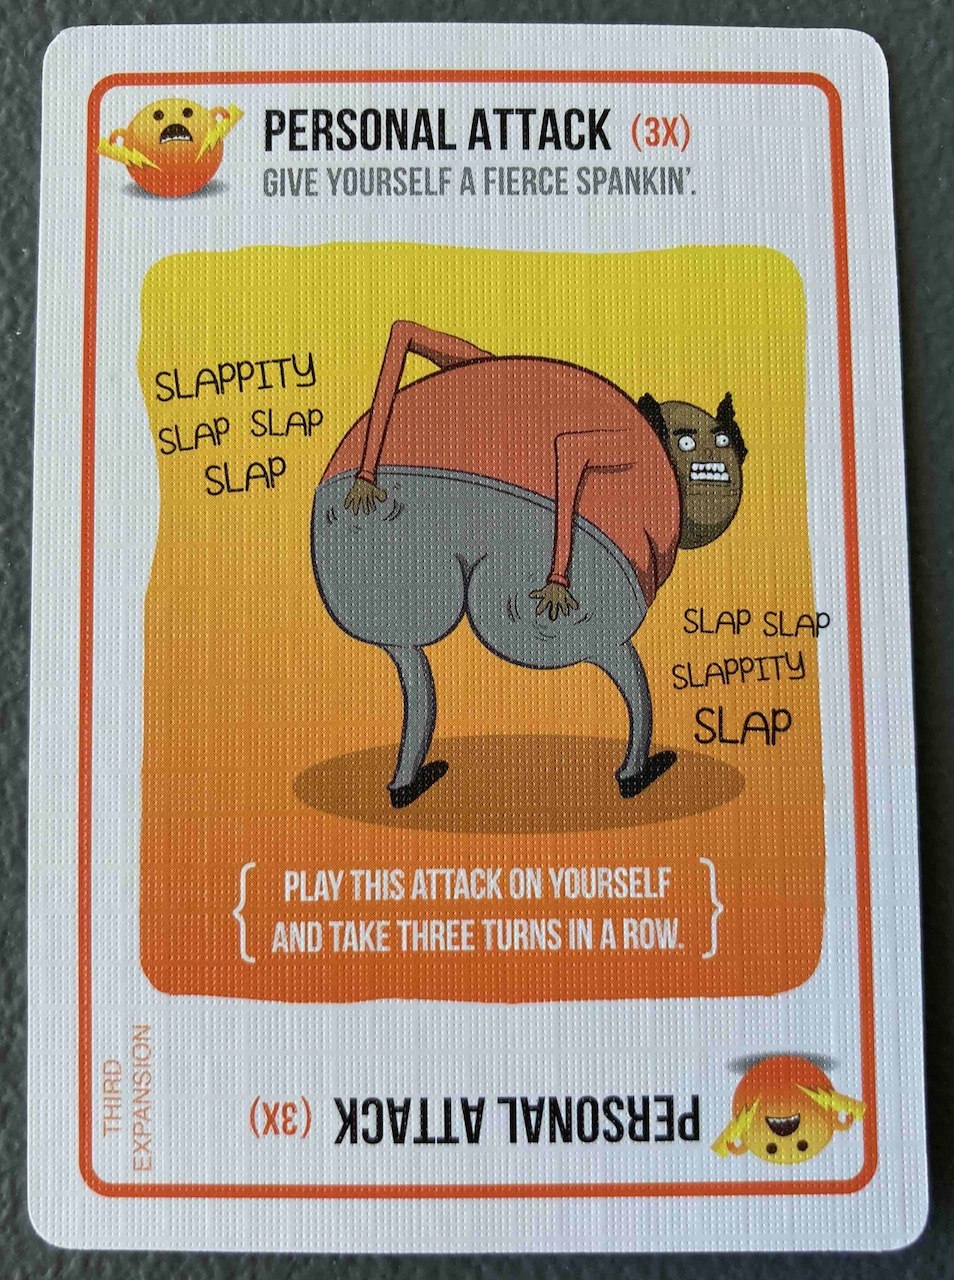 PERSONAL ATTACK (3X)
GIVE YOURSELF A FIERCE SPANKIN'.
SLAPPITY
SLAP SLAP
SLAP
SLAP SLAP
SLAPPITY
SLAP
{ PLAY THIS ATTACK ON YOURSELF
AND TAKE THREE TURNS IN A ROW. }
THIRD
EXPANSION
PERSONAL ATTACK (3X)